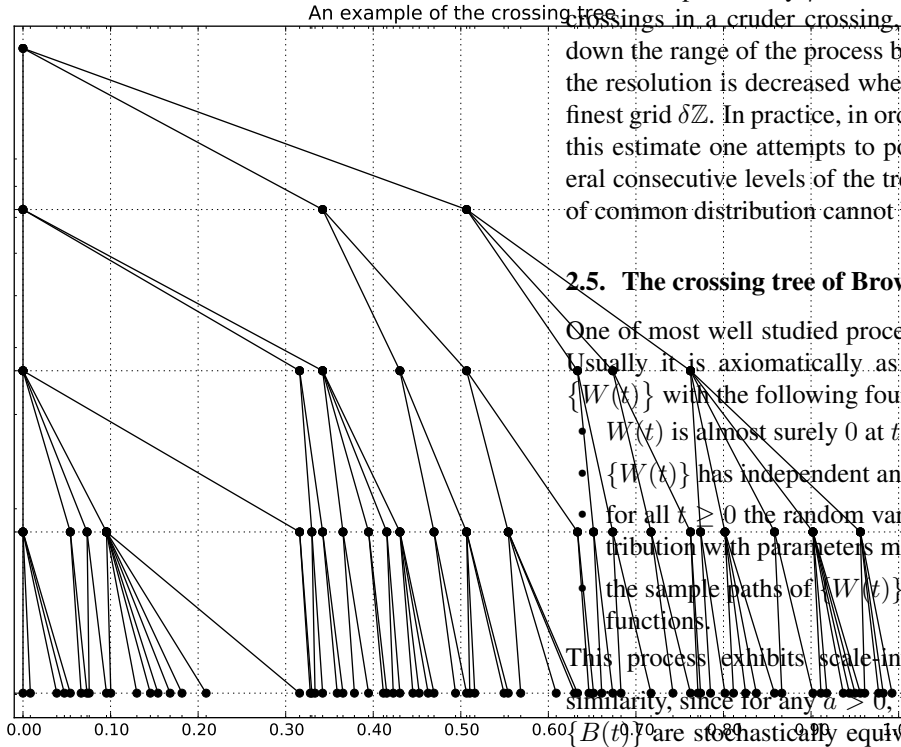 An example of the crossing tree
crossings in a cruder crossing.
down the range of the process b
the resolution is decreased whe
finest grid δℤ. In practice, in ord
this estimate one attempts to po
eral consecutive levels of the tre
of common distribution cannot
2.5. The crossing tree of Brow
One of most well studied proce
Usually it is axiomatically as
{W(t)} with the following fou
• W(t) is almost surely 0 at t
• {W(t)} has independent an
• for all t ≥ 0 the random var
tribution with parameters m
• the sample paths of {W(t)}
functions.
This process exhibits scale-in
similarity, since for any a > 0,
{B(t)} are stochastically equiv
0.00 0.10 0.20 0.30 0.40 0.50 0.60 0.70 0.80 0.90